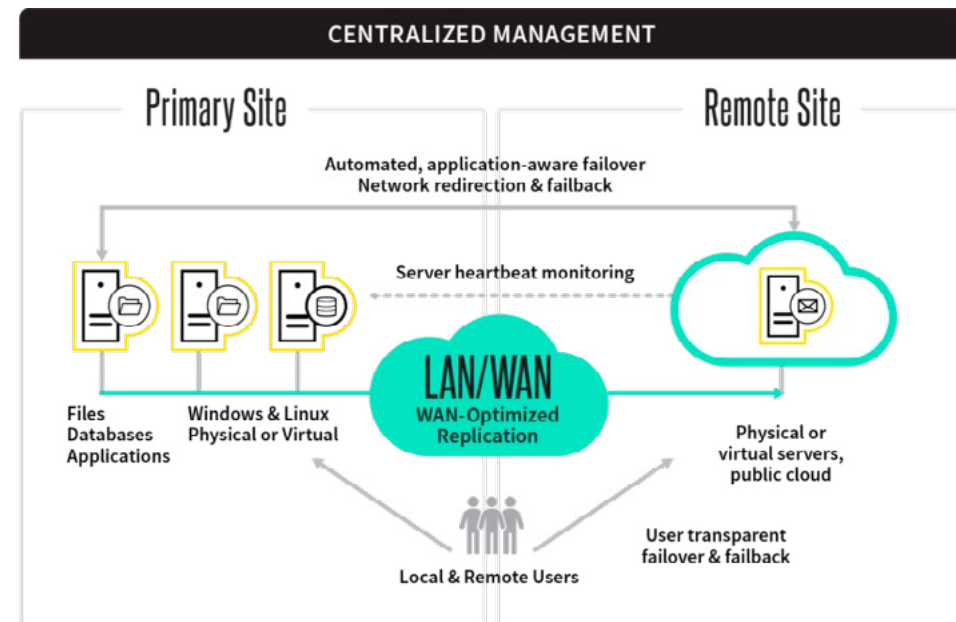 CENTRALIZED MANAGEMENT
Primary Site
Remote Site
Automated, application-aware failover
Network redirection & failback
Server heartbeat monitoring
LAN/WAN
WAN-Optimized
Replication
Files
Databases
Applications
Windows & Linux
Physical or Virtual
Physical or
virtual servers,
public cloud
User transparent
failover & failback
Local & Remote Users